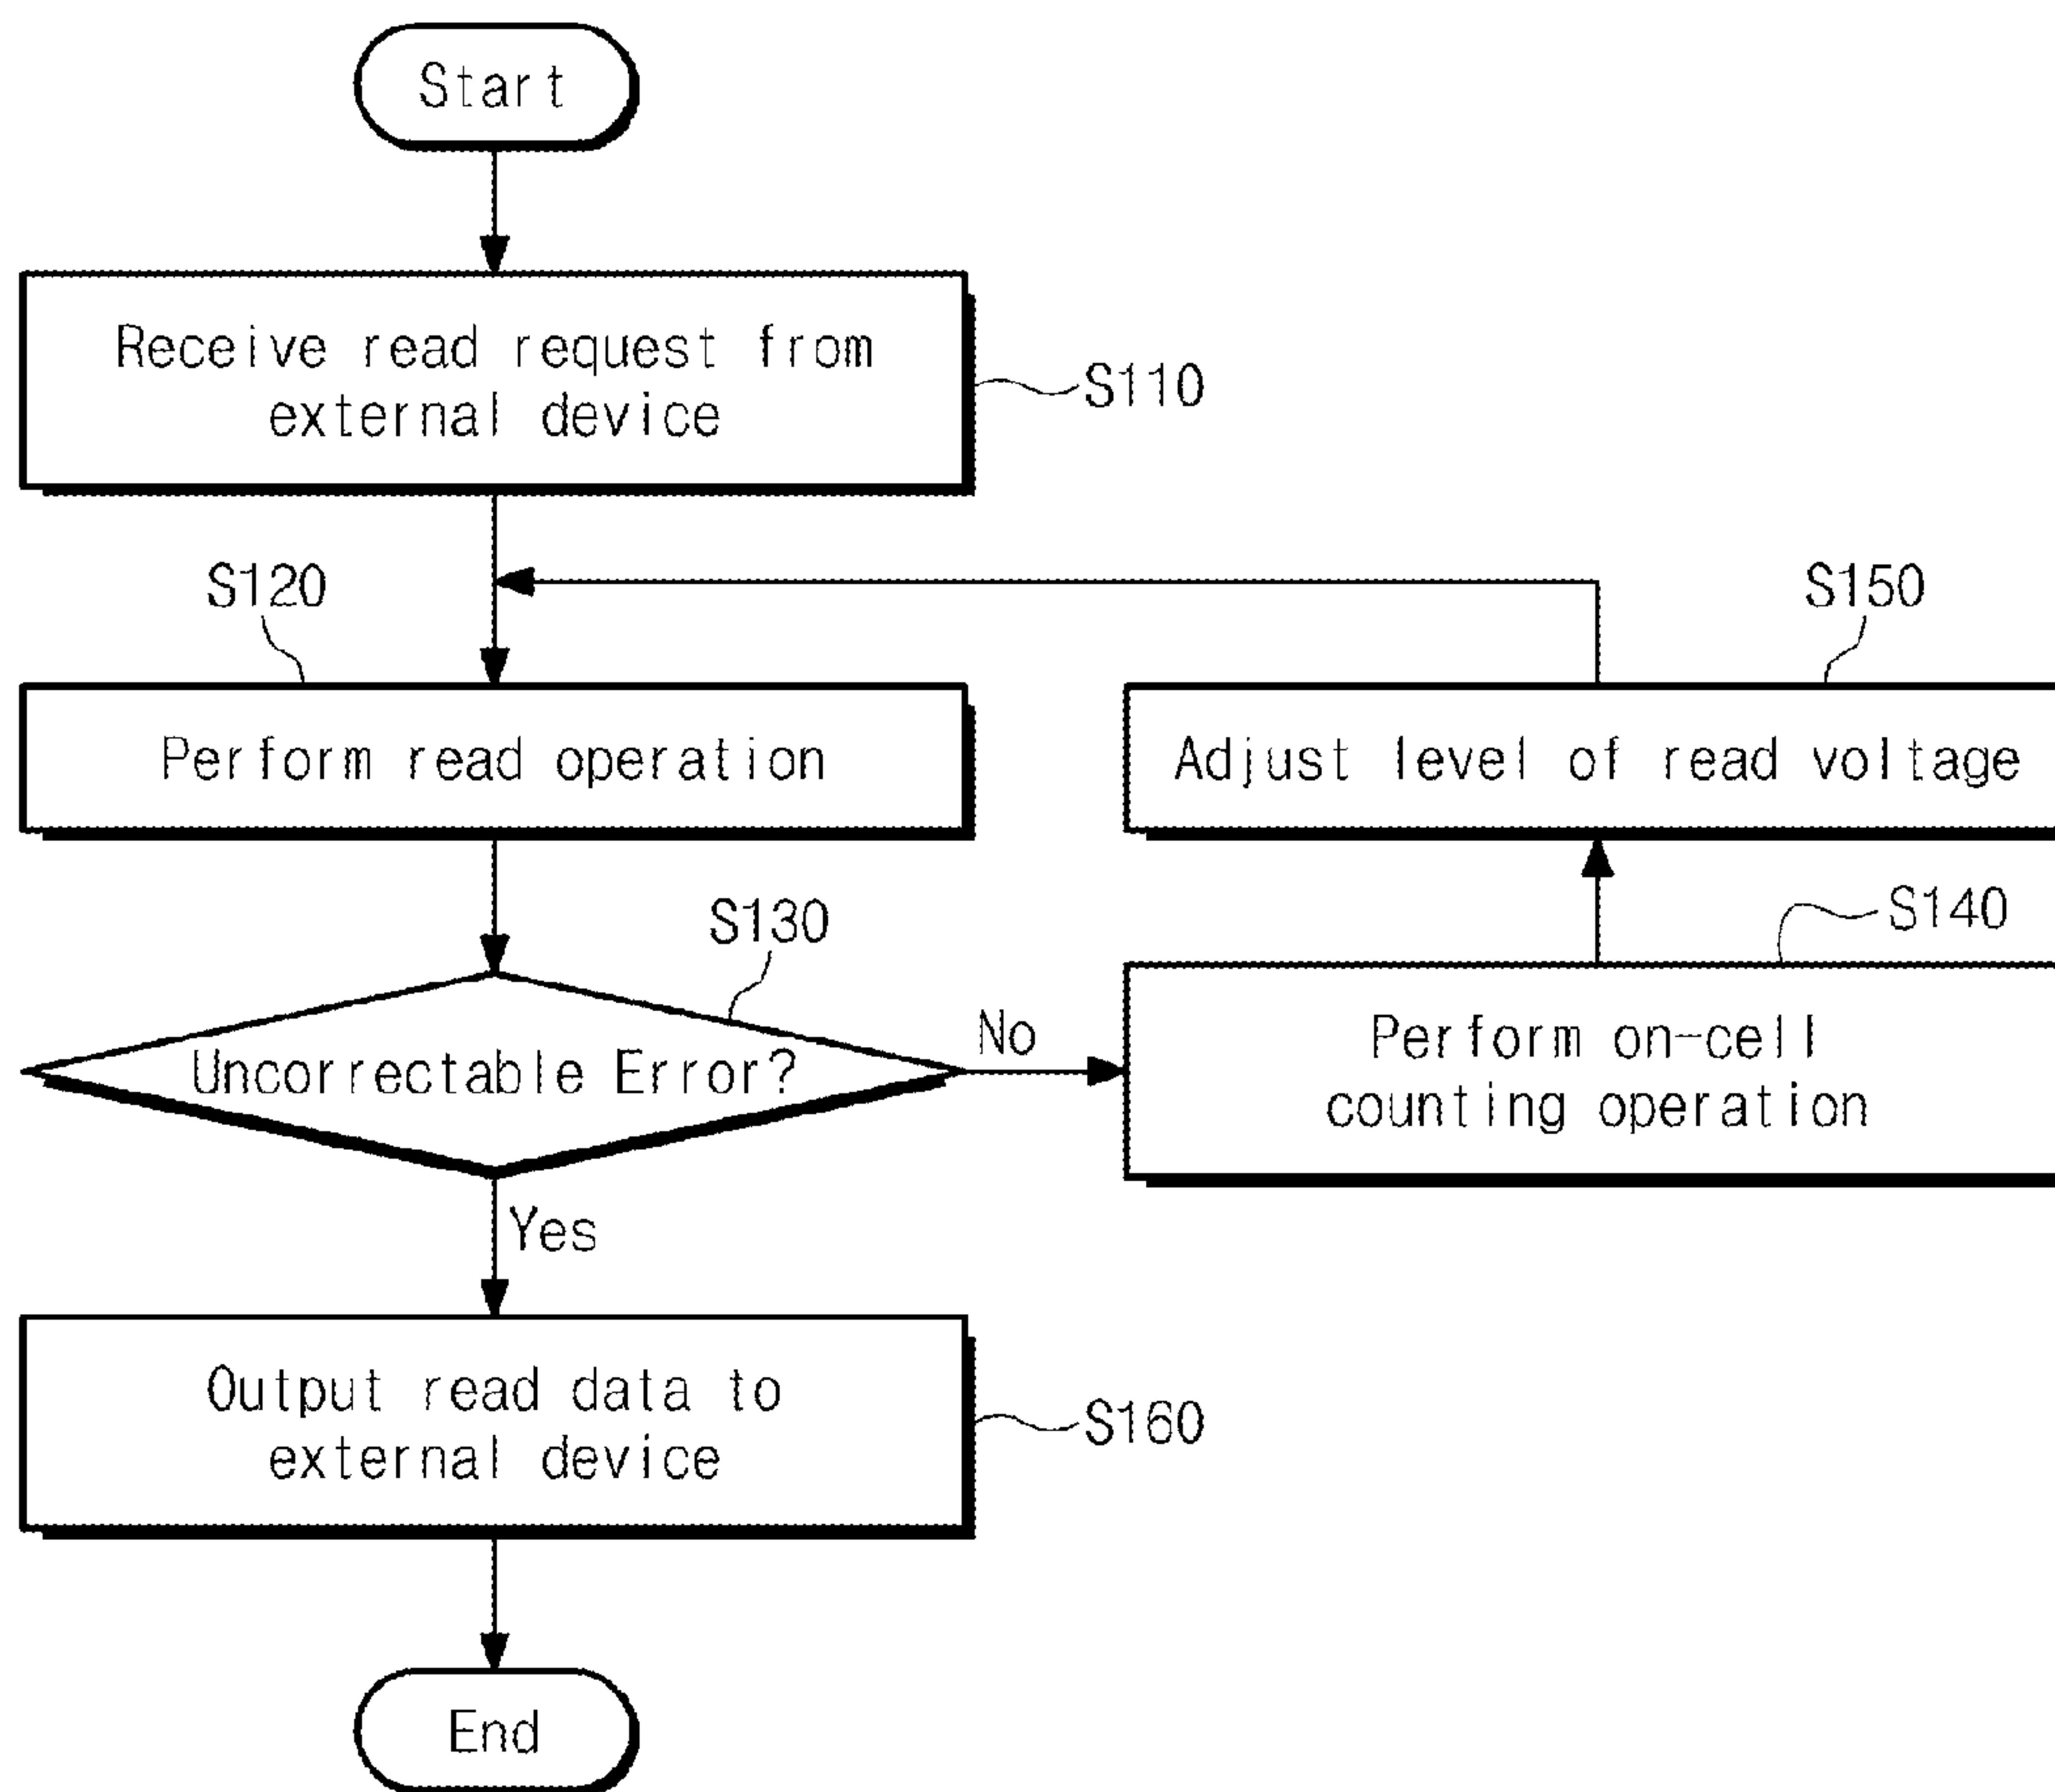 Start
Receive read request from
external device
S110
S120
S150
Perform read operation
Adjust level of read voltage
S130
S140
No
Uncorrectable Error?
Perform on-cell
counting operation
Yes
Output read data to
external device
S160
End